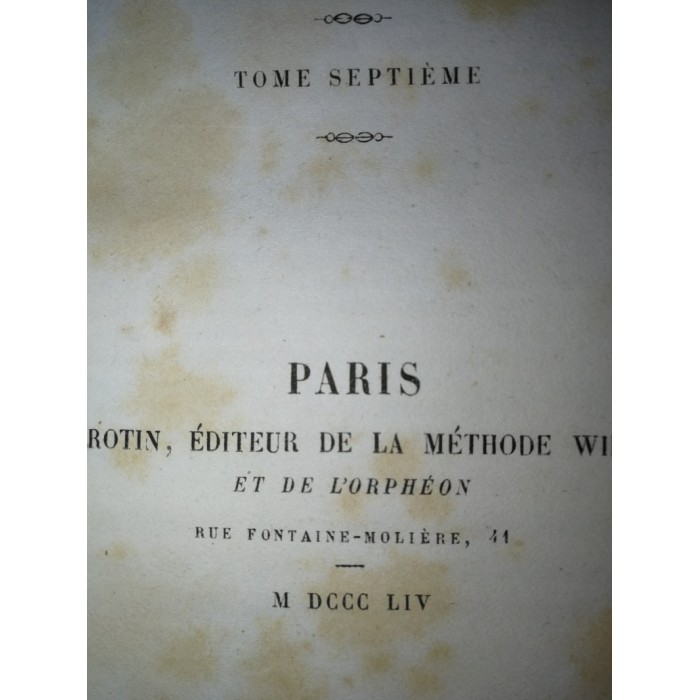 TOME SEPTIÈME
PARIS
ROTIN, ÉDITEUR DE LA MÉTHODE WI
ET DE L'ORPHÉON
RUE FONTAINE-MOLIÈRE, 41
M DCCC LIV